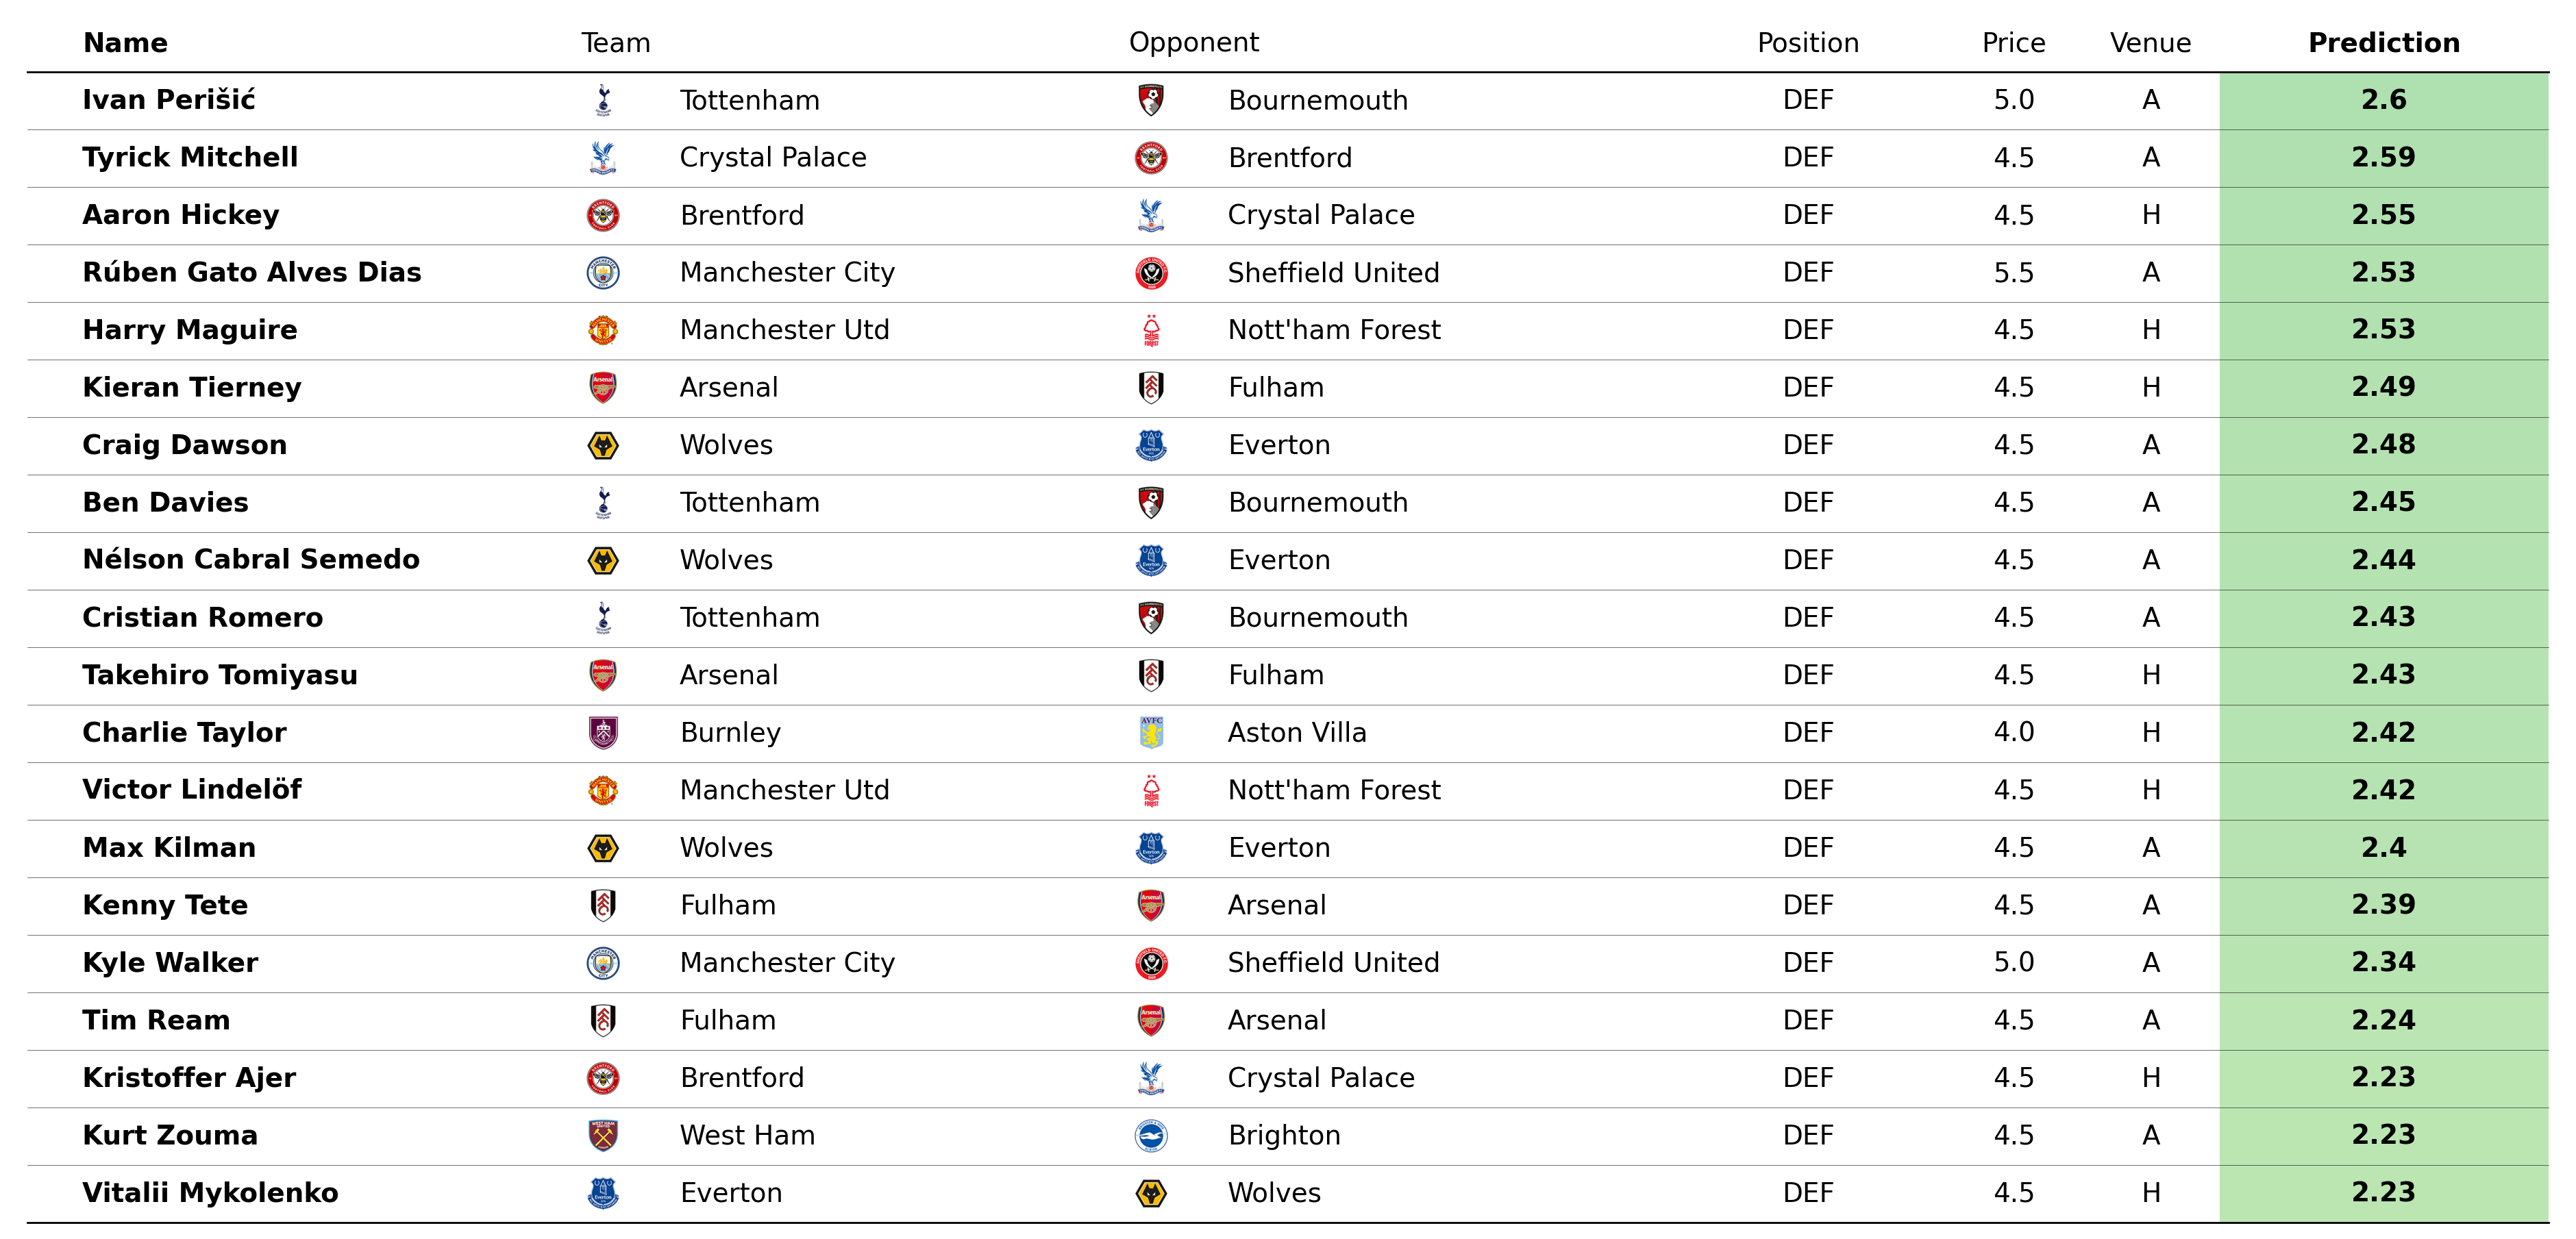 Name Team Opponent Position Price Venue Prediction
Ivan Perišić Tottenham Bournemouth DEF 5.0 A 2.6
Tyrick Mitchell Crystal Palace Brentford DEF 4.5 A 2.59
Aaron Hickey Brentford Crystal Palace DEF 4.5 H 2.55
Rúben Gato Alves Dias Manchester City Sheffield United DEF 5.5 A 2.53
Harry Maguire Manchester Utd Nott'ham Forest DEF 4.5 H 2.53
Kieran Tierney Arsenal Fulham DEF 4.5 H 2.49
Craig Dawson Wolves Everton DEF 4.5 A 2.48
Ben Davies Tottenham Bournemouth DEF 4.5 A 2.45
Nélson Cabral Semedo Wolves Everton DEF 4.5 A 2.44
Cristian Romero Tottenham Bournemouth DEF 4.5 A 2.43
Takehiro Tomiyasu Arsenal Fulham DEF 4.5 H 2.43
Charlie Taylor Burnley Aston Villa DEF 4.0 H 2.42
Victor Lindelöf Manchester Utd Nott'ham Forest DEF 4.5 H 2.42
Max Kilman Wolves Everton DEF 4.5 A 2.4
Kenny Tete Fulham Arsenal DEF 4.5 A 2.39
Kyle Walker Manchester City Sheffield United DEF 5.0 A 2.34
Tim Ream Fulham Arsenal DEF 4.5 A 2.24
Kristoffer Ajer Brentford Crystal Palace DEF 4.5 H 2.23
Kurt Zouma West Ham Brighton DEF 4.5 A 2.23
Vitalii Mykolenko Everton Wolves DEF 4.5 H 2.23